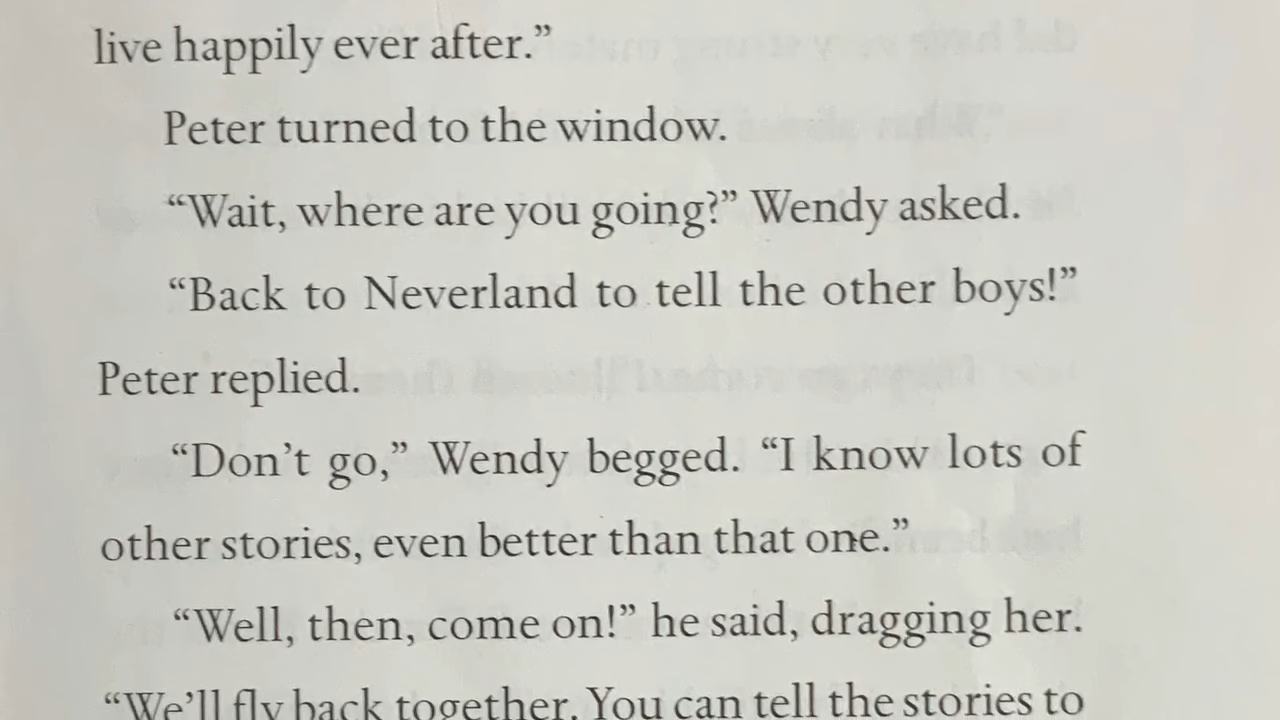 live happily ever after.”
Peter turned to the window.
“Wait, where are you going?” Wendy asked.
“Back to Neverland to tell the other boys!”
Peter replied.
“Don’t go,” Wendy begged. “I know lots of
other stories, even better than that one.”
“Well, then, come on!” he said, dragging her.
“We’ll fly back together. You can tell the stories to